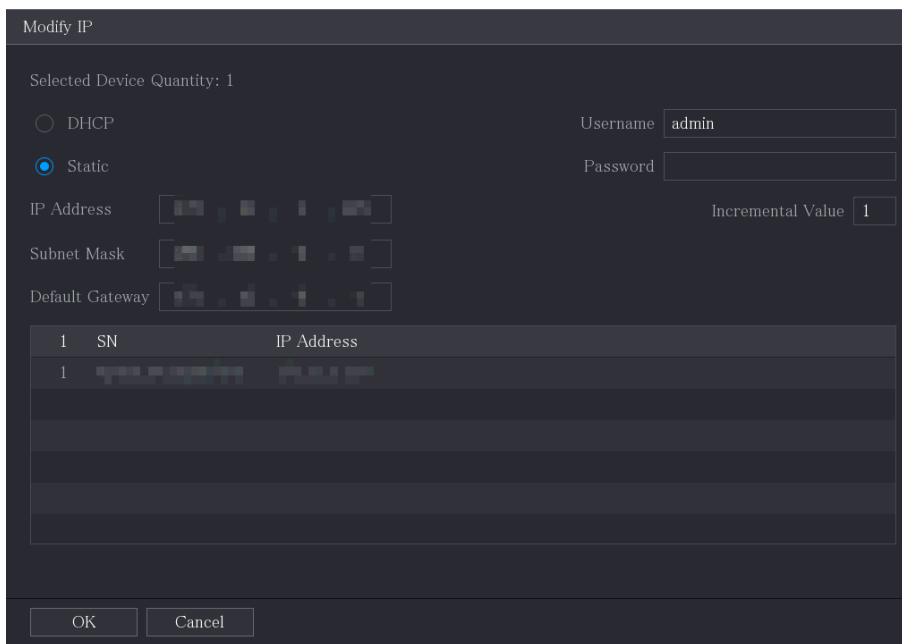 Modify IP
Selected Device Quantity: 1
DHCP
Username admin
Static
Password
IP Address
Incremental Value 1
Subnet Mask
Default Gateway
1 SN IP Address
1
OK Cancel